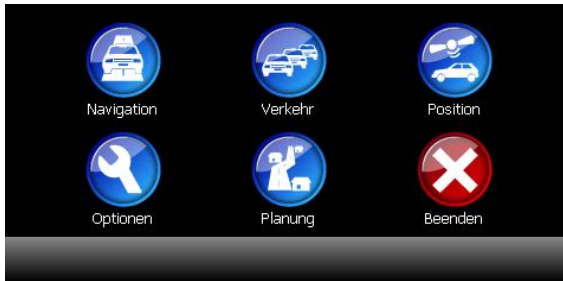 Navigation
Verkehr
Position
Optionen
Planung
Beenden